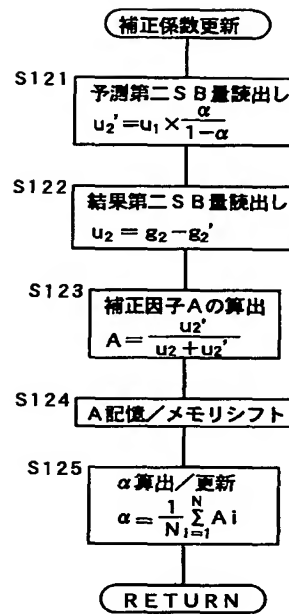 補正係数更新
S121
予測第二SB量読出し
u₂'=u₁×α/(1-α)
S122
結果第二SB量読出し
u₂=g₂-g₂'
S123
補正因子Aの算出
A=u₂'/(u₂+u₂')
S124
A記憶/メモリシフト
S125
α算出/更新
α=1/N Σ_{i=1}^{N} Ai
RETURN